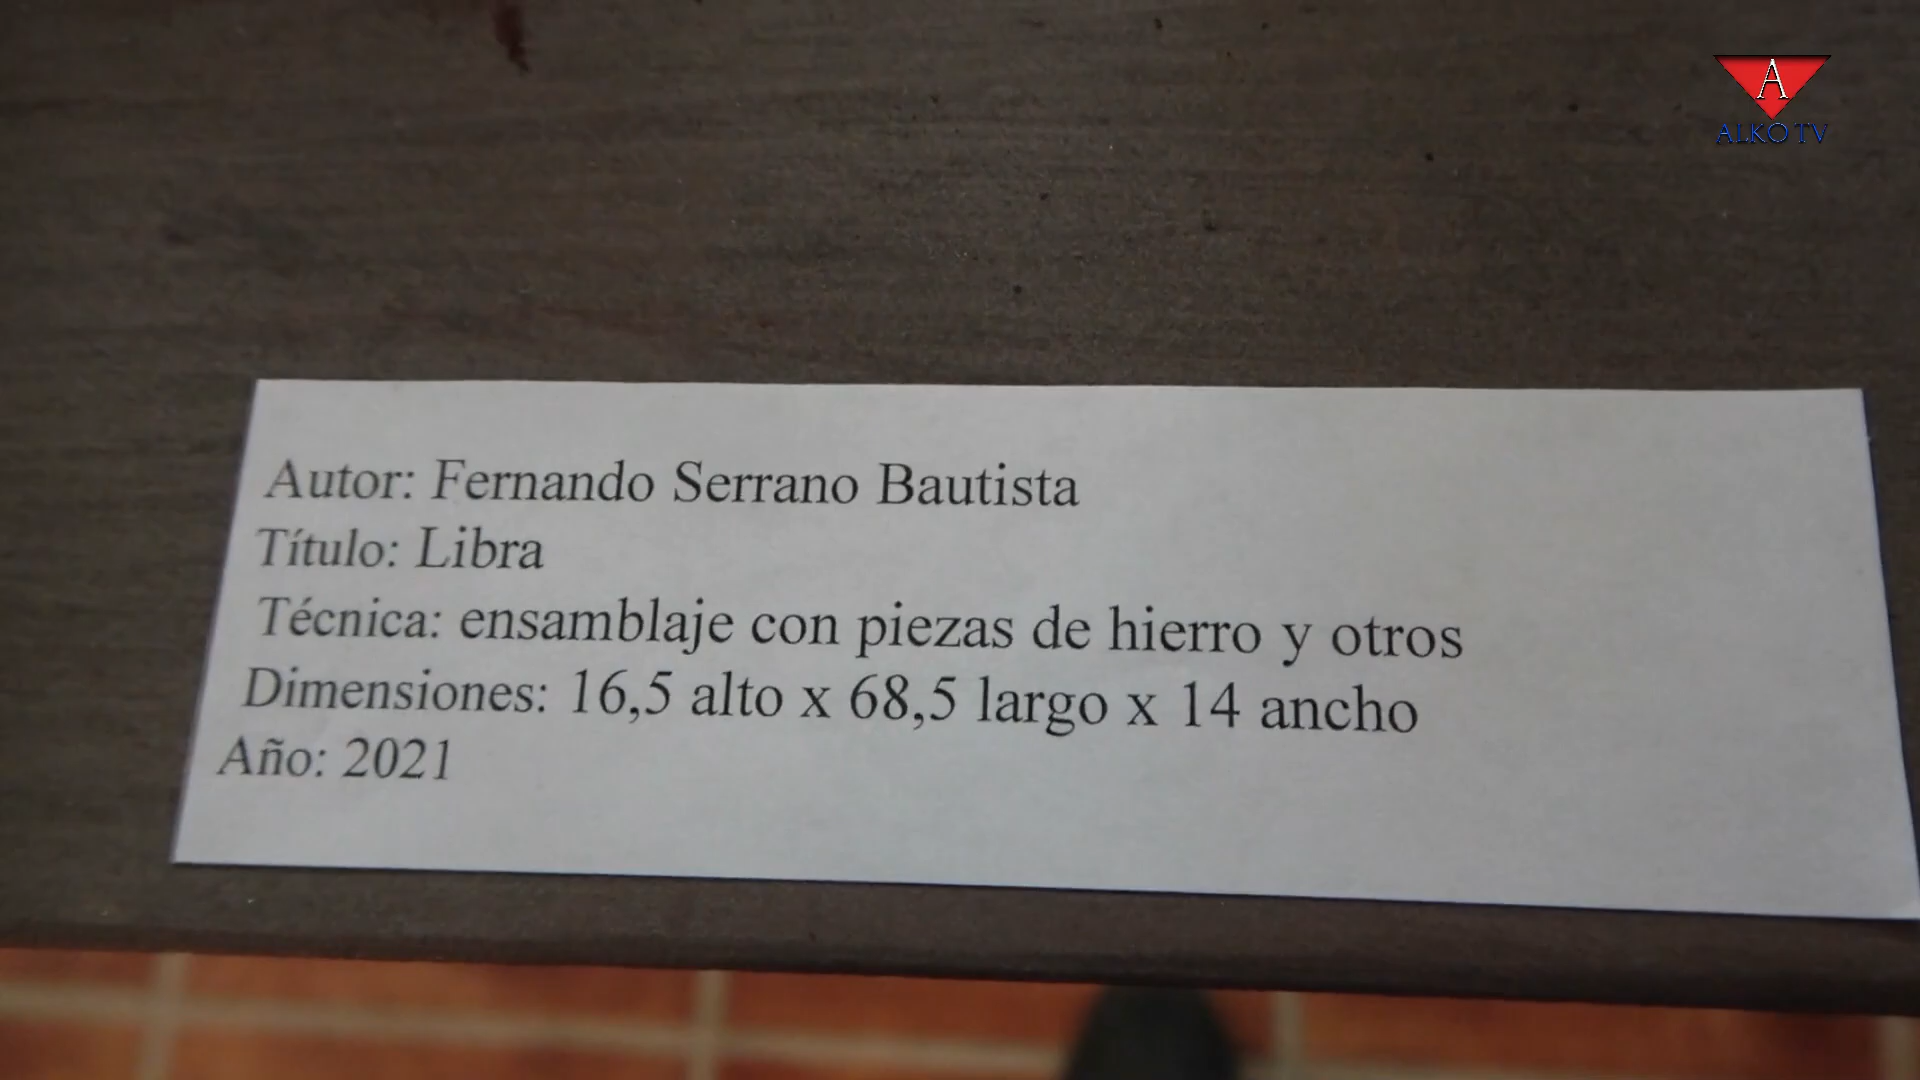 A
ALKO TV
Autor: Fernando Serrano Bautista
Título: Libra
Técnica: ensamblaje con piezas de hierro y otros
Dimensiones: 16,5 alto x 68,5 largo x 14 ancho
Año: 2021